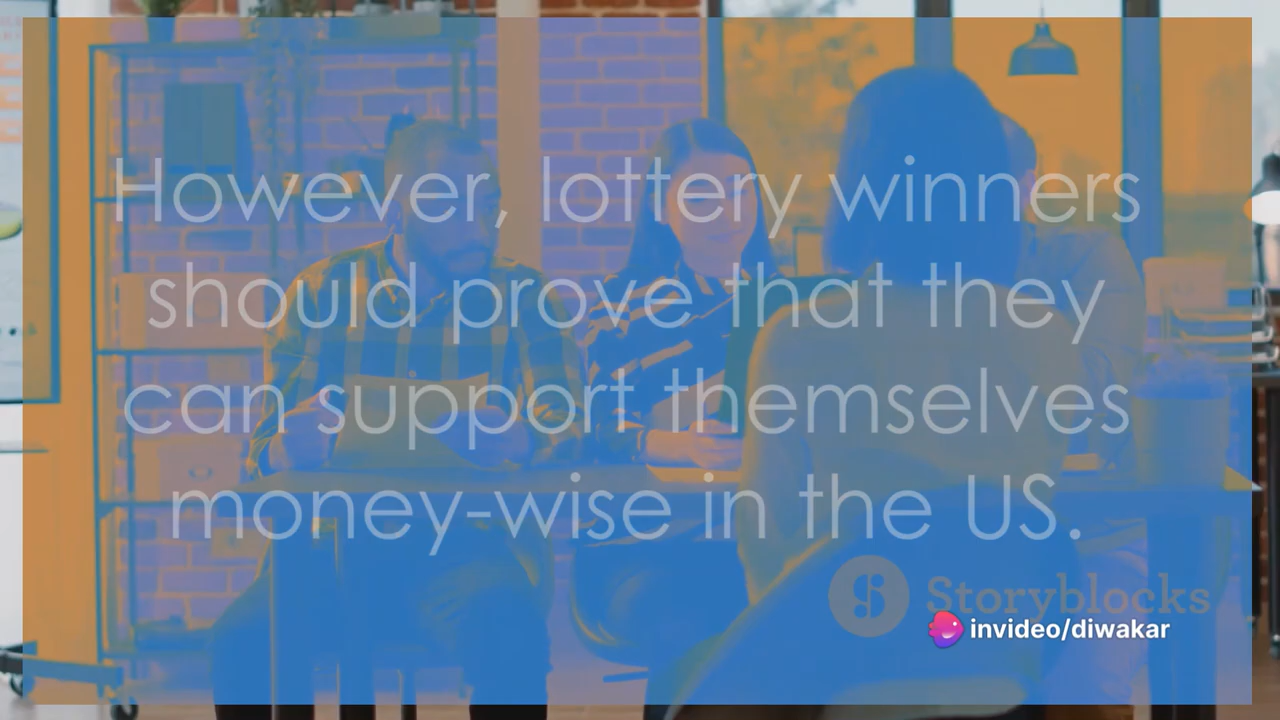 However, lottery winners
should prove that they
can support themselves
money-wise in the US.
Storyblocks
invideo/diwakar